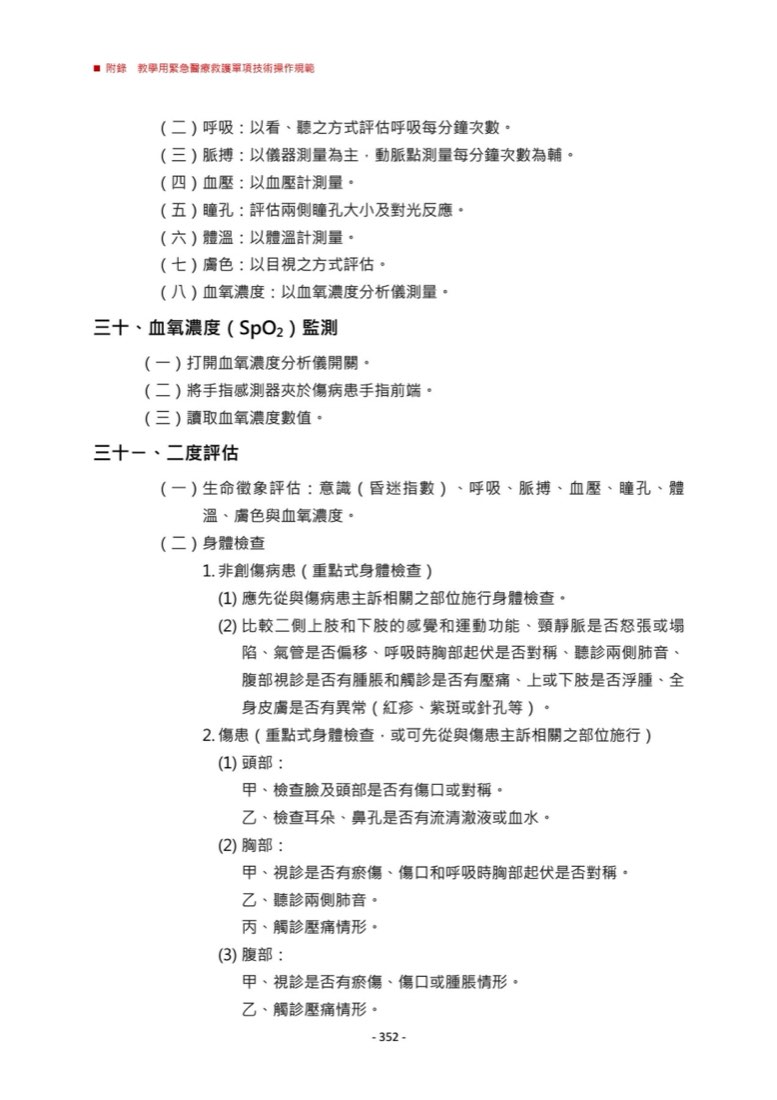 ■ 附錄　教學用緊急醫療救護單項技術操作規範
（二）呼吸：以看、聽之方式評估呼吸每分鐘次數。
（三）脈搏：以儀器測量為主，動脈點測量每分鐘次數為輔。
（四）血壓：以血壓計測量。
（五）瞳孔：評估兩側瞳孔大小及對光反應。
（六）體溫：以體溫計測量。
（七）膚色：以目視之方式評估。
（八）血氧濃度：以血氧濃度分析儀測量。
三十、血氧濃度（SpO₂）監測
（一）打開血氧濃度分析儀開關。
（二）將手指感測器夾於傷病患手指前端。
（三）讀取血氧濃度數值。
三十一、二度評估
（一）生命徵象評估：意識（昏迷指數）、呼吸、脈搏、血壓、瞳孔、體
溫、膚色與血氧濃度。
（二）身體檢查
1. 非創傷病患（重點式身體檢查）
(1) 應先從與傷病患主訴相關之部位施行身體檢查。
(2) 比較二側上肢和下肢的感覺和運動功能、頸靜脈是否怒張或塌
陷、氣管是否偏移、呼吸時胸部起伏是否對稱、聽診兩側肺音、
腹部視診是否有腫脹和觸診是否有壓痛、上或下肢是否浮腫、全
身皮膚是否有異常（紅疹、紫斑或針孔等）。
2. 傷患（重點式身體檢查，或可先從與傷患主訴相關之部位施行）
(1) 頭部：
甲、檢查臉及頭部是否有傷口或對稱。
乙、檢查耳朵、鼻孔是否有流清澈液或血水。
(2) 胸部：
甲、視診是否有瘀傷、傷口和呼吸時胸部起伏是否對稱。
乙、聽診兩側肺音。
丙、觸診壓痛情形。
(3) 腹部：
甲、視診是否有瘀傷、傷口或腫脹情形。
乙、觸診壓痛情形。
- 352 -